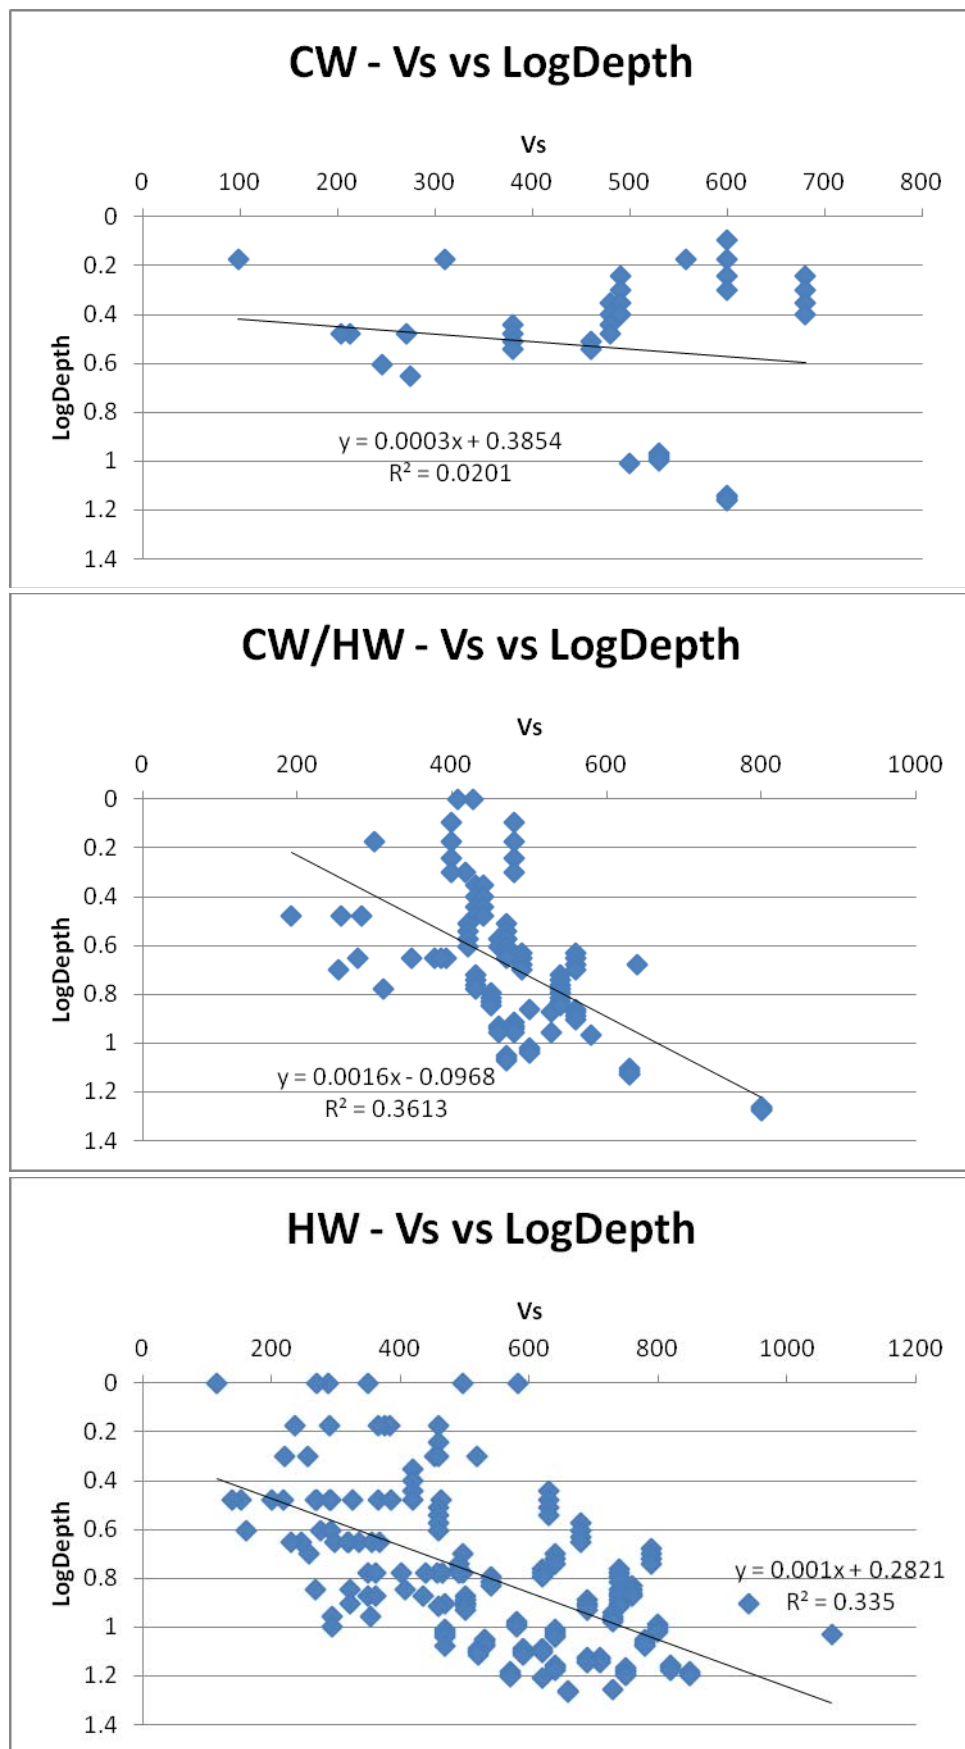 CW - Vs vs LogDepth
Vs
0 100 200 300 400 500 600 700 800
0
0.2
0.4
0.6
0.8
1
1.2
1.4
LogDepth
y = 0.0003x + 0.3854
R² = 0.0201
CW/HW - Vs vs LogDepth
Vs
0 200 400 600 800 1000
0
0.2
0.4
0.6
0.8
1
1.2
1.4
LogDepth
y = 0.0016x - 0.0968
R² = 0.3613
HW - Vs vs LogDepth
Vs
0 200 400 600 800 1000 1200
0
0.2
0.4
0.6
0.8
1
1.2
1.4
LogDepth
y = 0.001x + 0.2821
R² = 0.335